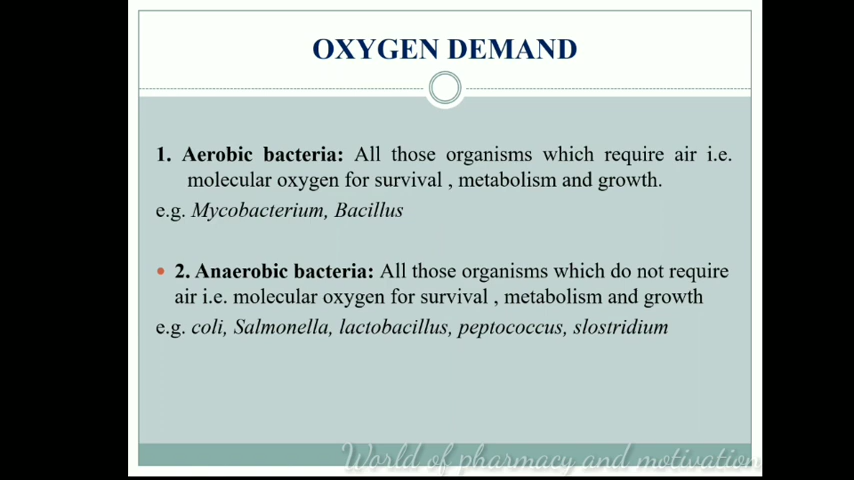 OXYGEN DEMAND
1. Aerobic bacteria: All those organisms which require air i.e.
molecular oxygen for survival , metabolism and growth.
e.g. Mycobacterium, Bacillus
• 2. Anaerobic bacteria: All those organisms which do not require
air i.e. molecular oxygen for survival , metabolism and growth
e.g. coli, Salmonella, lactobacillus, peptococcus, slostridium
World of pharmacy and motivation